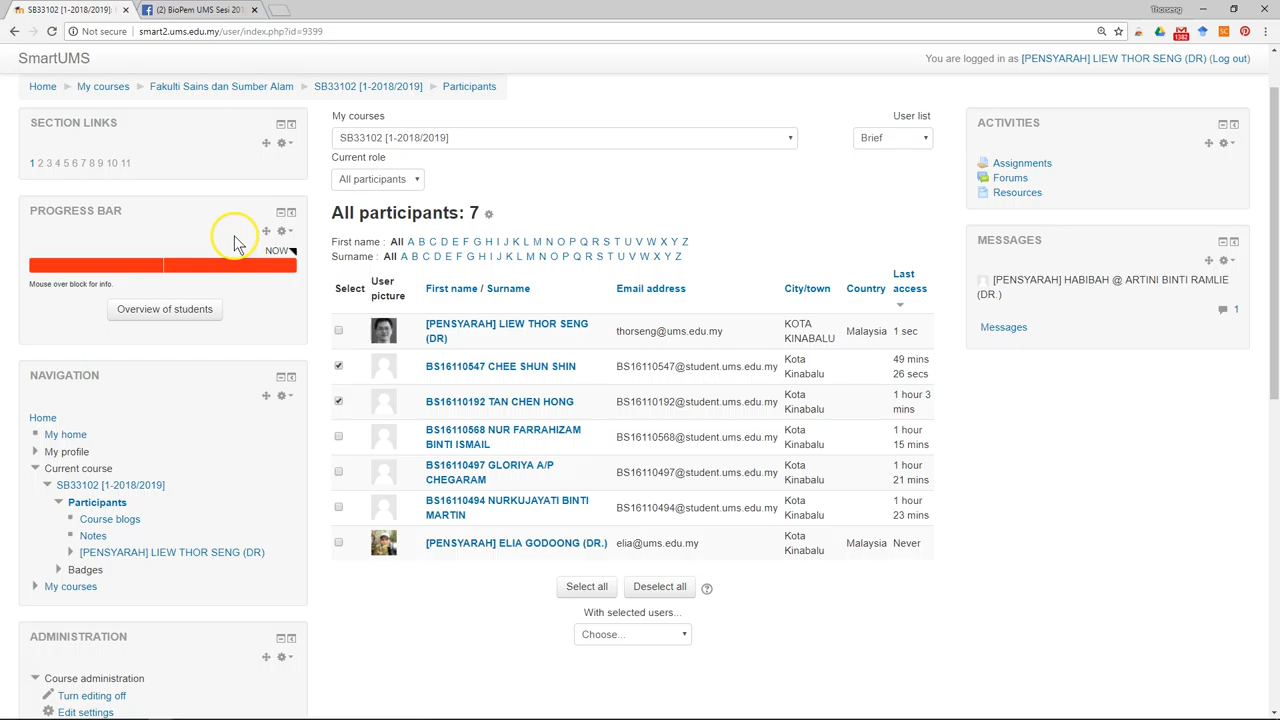 SB33102 [1-2018/2019]:
(2) BioPem UMS Sesi 201
Thorseng
Not secure | smart2.ums.edu.my/user/index.php?id=9399
1382
SmartUMS
You are logged in as [PENSYARAH] LIEW THOR SENG (DR) (Log out)
Home
My courses
Fakulti Sains dan Sumber Alam
SB33102 [1-2018/2019]
Participants
SECTION LINKS
1 2 3 4 5 6 7 8 9 10 11
PROGRESS BAR
NOW
Mouse over block for info.
Overview of students
NAVIGATION
Home
My home
My profile
Current course
SB33102 [1-2018/2019]
Participants
Course blogs
Notes
[PENSYARAH] LIEW THOR SENG (DR)
Badges
My courses
ADMINISTRATION
Course administration
Turn editing off
Edit settings
My courses
User list
SB33102 [1-2018/2019]
Brief
Current role
All participants
All participants: 7
First name : All A B C D E F G H I J K L M N O P Q R S T U V W X Y Z
Surname : All A B C D E F G H I J K L M N O P Q R S T U V W X Y Z
Select
User picture
First name / Surname
Email address
City/town
Country
Last access
[PENSYARAH] LIEW THOR SENG (DR)
thorseng@ums.edu.my
KOTA KINABALU
Malaysia
1 sec
BS16110547 CHEE SHUN SHIN
BS16110547@student.ums.edu.my
Kota Kinabalu
49 mins 26 secs
BS16110192 TAN CHEN HONG
BS16110192@student.ums.edu.my
Kota Kinabalu
1 hour 3 mins
BS16110568 NUR FARRAHIZAM BINTI ISMAIL
BS16110568@student.ums.edu.my
Kota Kinabalu
1 hour 15 mins
BS16110497 GLORIYA A/P CHEGARAM
BS16110497@student.ums.edu.my
Kota Kinabalu
1 hour 21 mins
BS16110494 NURKUJAYATI BINTI MARTIN
BS16110494@student.ums.edu.my
Kota Kinabalu
1 hour 23 mins
[PENSYARAH] ELIA GODOONG (DR.)
elia@ums.edu.my
Kota Kinabalu
Malaysia
Never
Select all
Deselect all
With selected users...
Choose...
ACTIVITIES
Assignments
Forums
Resources
MESSAGES
[PENSYARAH] HABIBAH @ ARTINI BINTI RAMLIE
(DR.)
1
Messages